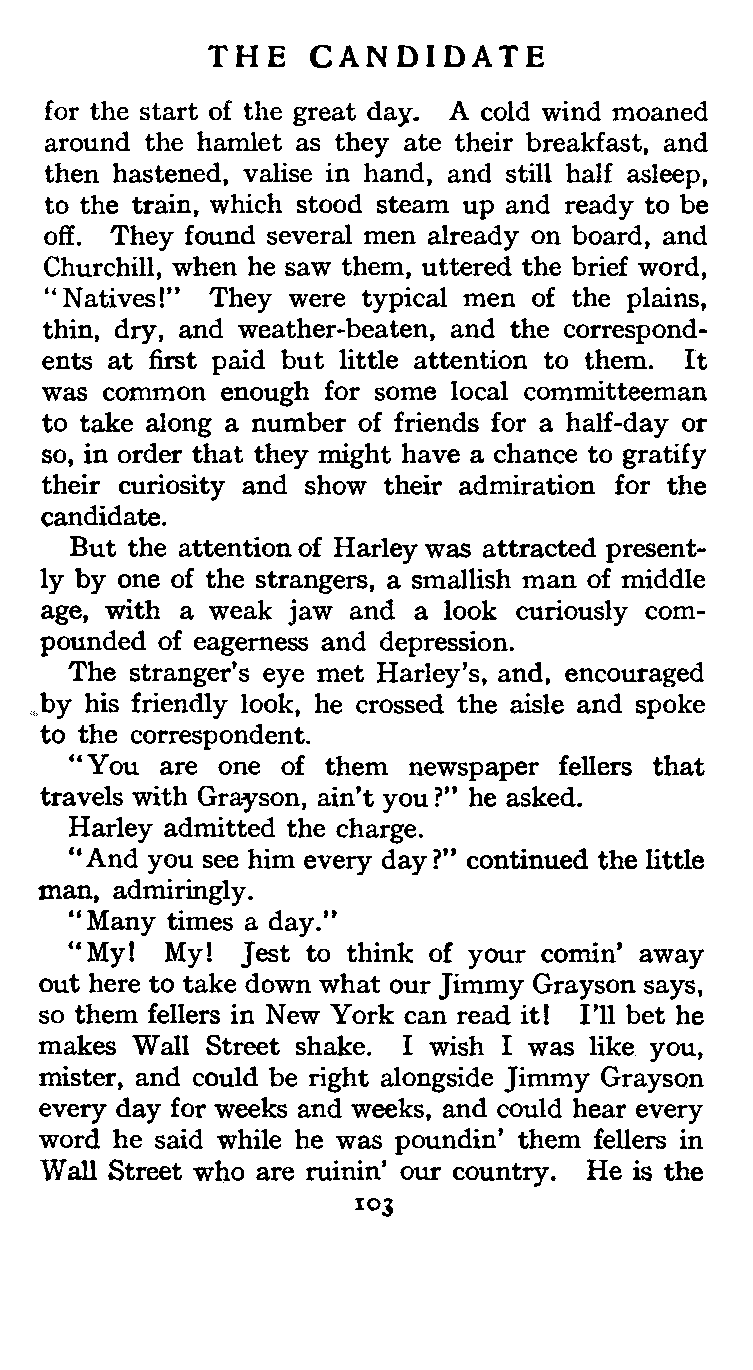 THE CANDIDATE
for the start of the great day. A cold wind moaned
around the hamlet as they ate their breakfast, and
then hastened, valise in hand, and still half asleep,
to the train, which stood steam up and ready to be
off. They found several men already on board, and
Churchill, when he saw them, uttered the brief word,
"Natives!" They were typical men of the plains,
thin, dry, and weather-beaten, and the correspond-
ents at first paid but little attention to them. It
was common enough for some local committeeman
to take along a number of friends for a half-day or
so, in order that they might have a chance to gratify
their curiosity and show their admiration for the
candidate.
But the attention of Harley was attracted present-
ly by one of the strangers, a smallish man of middle
age, with a weak jaw and a look curiously com-
pounded of eagerness and depression.
The stranger's eye met Harley's, and, encouraged
by his friendly look, he crossed the aisle and spoke
to the correspondent.
"You are one of them newspaper fellers that
travels with Grayson, ain't you?" he asked.
Harley admitted the charge.
"And you see him every day?" continued the little
man, admiringly.
"Many times a day."
"My! My! Jest to think of your comin' away
out here to take down what our Jimmy Grayson says,
so them fellers in New York can read it! I'll bet he
makes Wall Street shake. I wish I was like you,
mister, and could be right alongside Jimmy Grayson
every day for weeks and weeks, and could hear every
word he said while he was poundin' them fellers in
Wall Street who are ruinin' our country. He is the
103